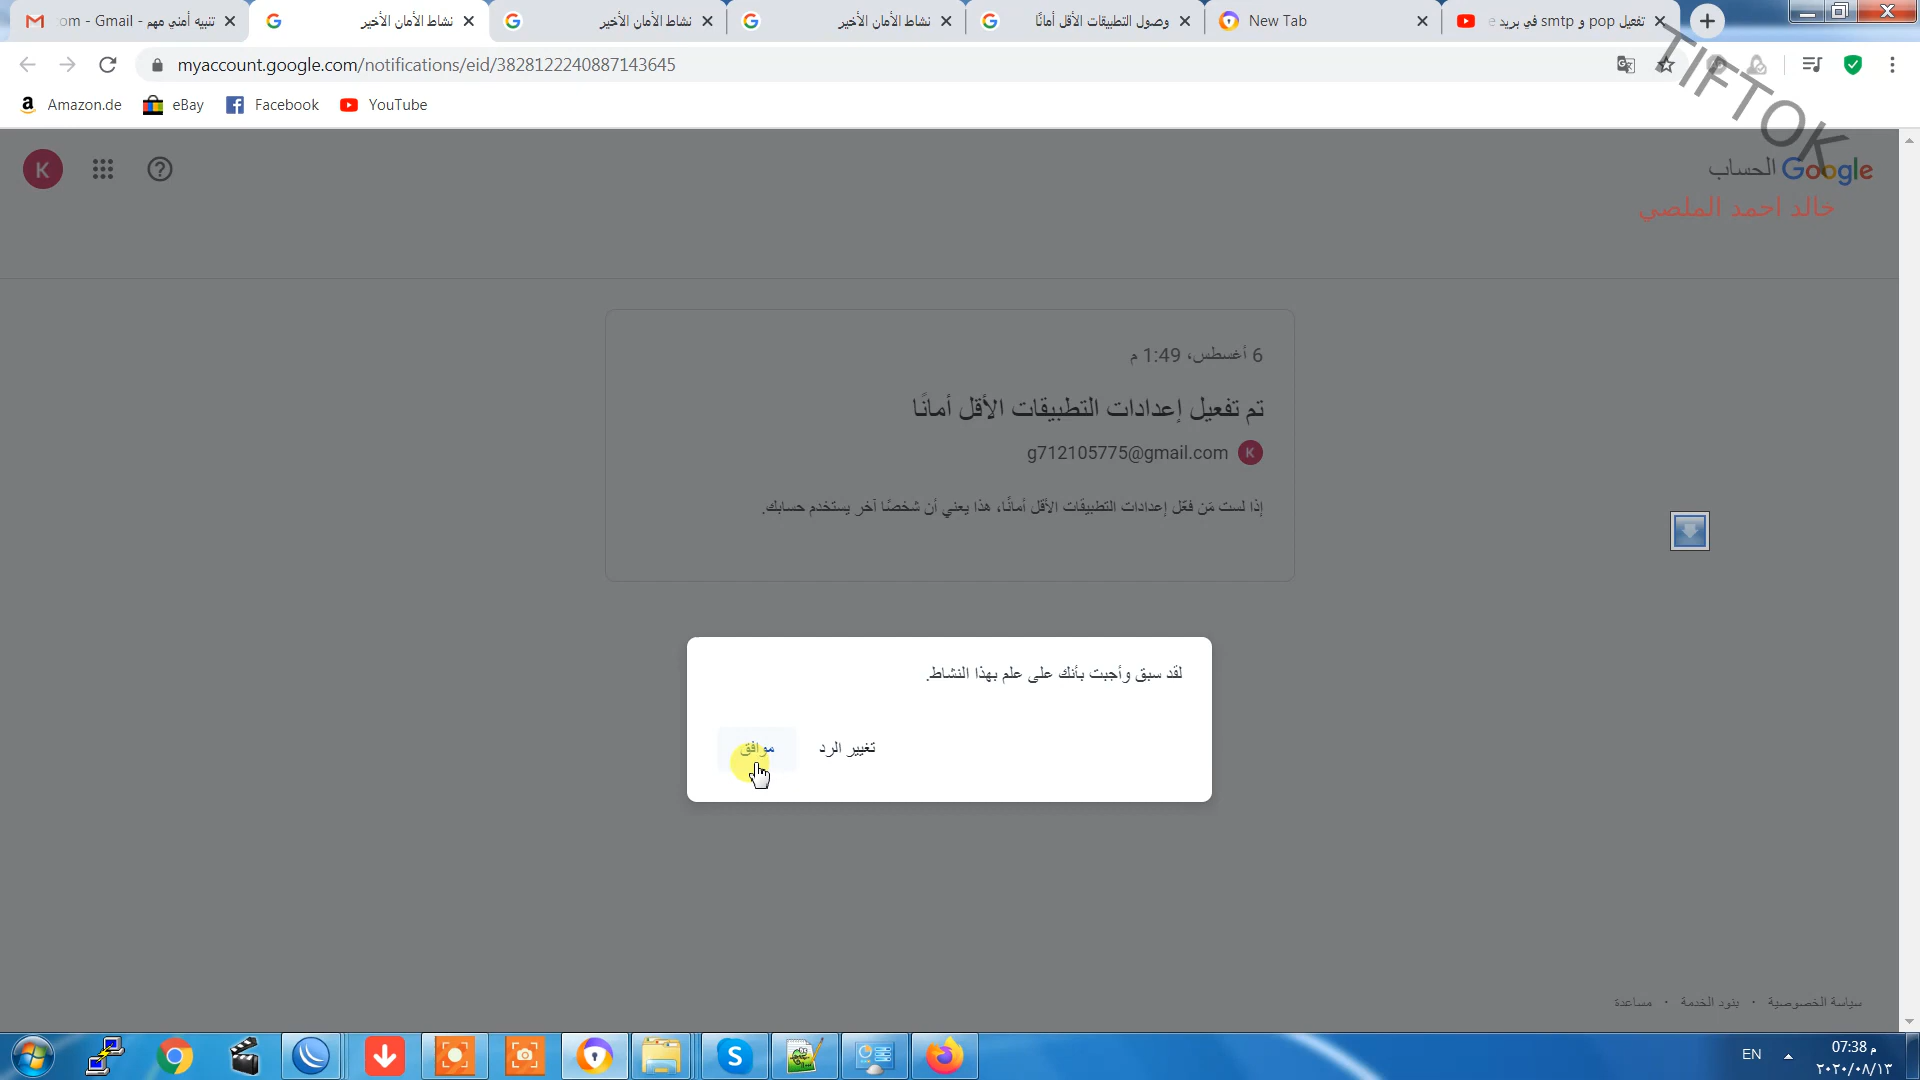 تنبيه أمني مهم - om - Gmail
نشاط الأمان الأخير
نشاط الأمان الأخير
نشاط الأمان الأخير
وصول التطبيقات الأقل أمانًا
New Tab
تفعيل pop و smtp في بريد e
myaccount.google.com/notifications/eid/3828122240887143645
Amazon.de
eBay
Facebook
YouTube
TIFTOK
K
الحساب Google
خالد احمد الملصي
6 أغسطس، 1:49 م
تم تفعيل إعدادات التطبيقات الأقل أمانًا
g712105775@gmail.com
K
إذا لست مَن فعّل إعدادات التطبيقات الأقل أمانًا، هذا يعني أن شخصًا آخر يستخدم حسابك.
لقد سبق وأجبت بأنك على علم بهذا النشاط.
تغيير الرد
موافق
سياسة الخصوصية · بنود الخدمة · مساعدة
EN
07:38 م
٢٠٢٠/٠٨/١٣